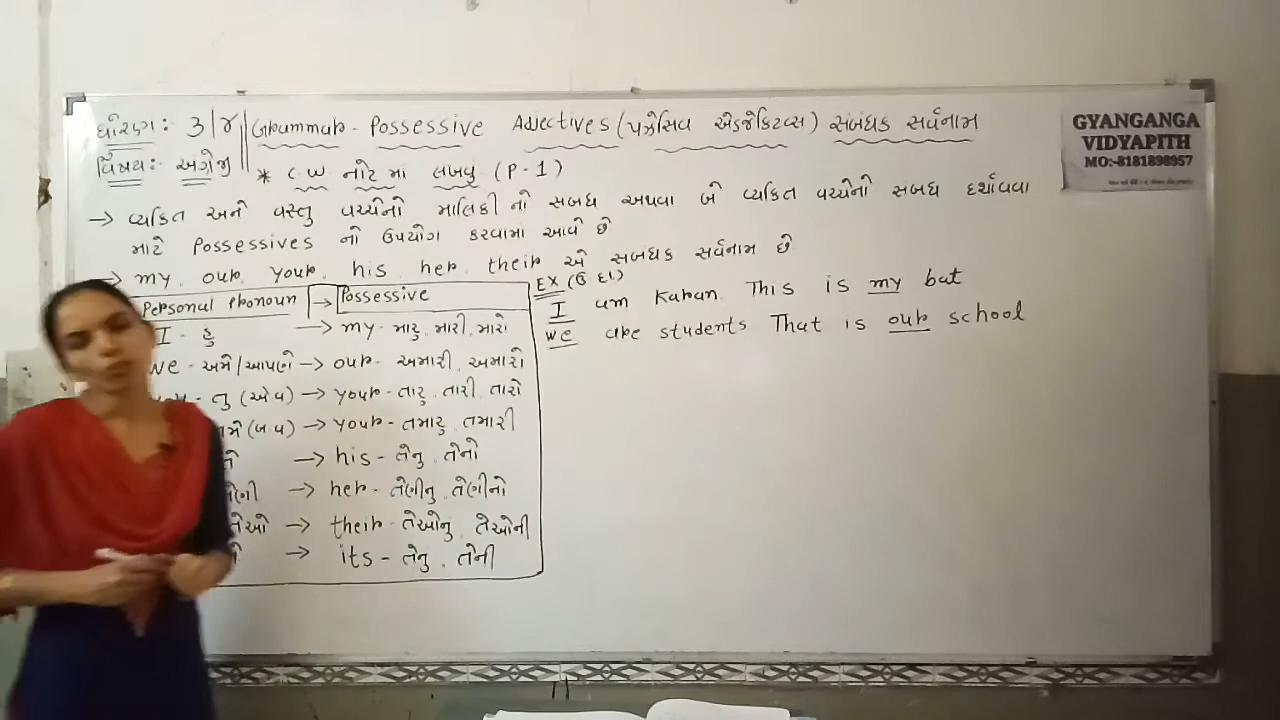 ધોરણ:- ૩/૪ Grammar - Possessive Adjectives (પઝેસિવ એડજેક્ટિવ્સ) સંબંધક સર્વનામ
વિષય:- અંગ્રેજી * C.W નોટ માં લખવુ (P-1)
→ વ્યકિત અને વસ્તુ વચ્ચેનો માલિકી નો સબંધ અથવા બે વ્યકિત વચ્ચેનો સબંધ દર્શાવવા
માટે Possessives નો ઉપયોગ કરવામા આવે છે
→ my, our, your, his, her, their એ સબંધક સર્વનામ છે
Personal Pronoun → Possessive
I - હુ → my - મારુ, મારી, મારો
we - અમે/આપણે → our - અમારી, અમારો
તુ (એવ) → your - તારુ, તારી, તારો
(બવ) → your - તમારુ, તમારી
→ his - તેનુ, તેનો
→ her - તેણીનુ, તેણીનો
તેઓ → their - તેઓનુ, તેઓની
→ its - તેનુ, તેની
EX (ઉદા)
I am Karan. This is my bat
we are students That is our school
GYANGANGA
VIDYAPITH
MO:-8181898957